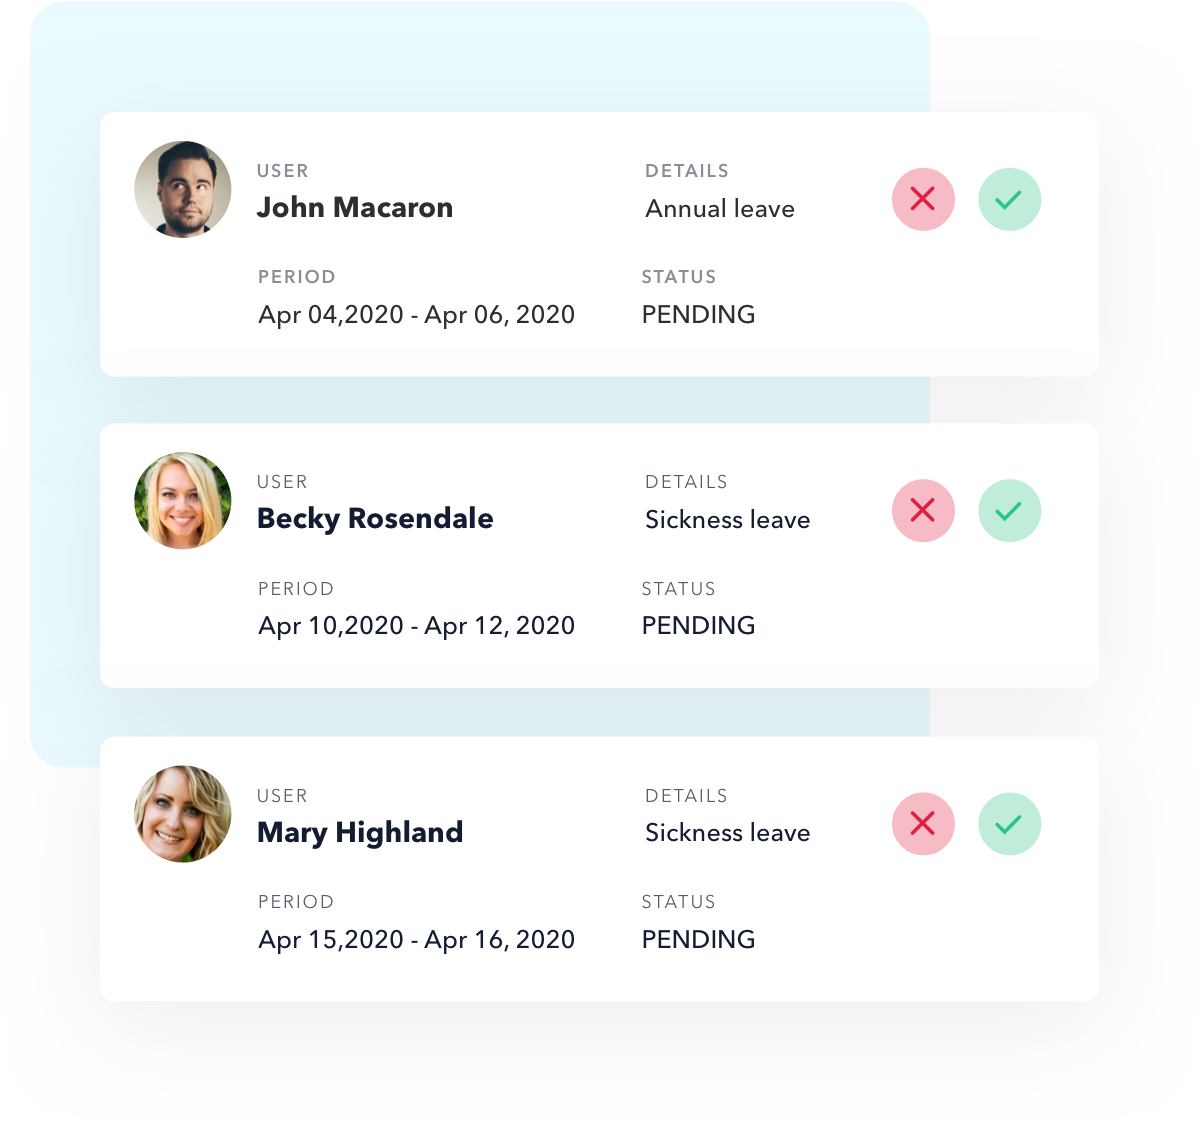 USER
John Macaron
DETAILS
Annual leave
PERIOD
Apr 04,2020 - Apr 06, 2020
STATUS
PENDING
USER
Becky Rosendale
DETAILS
Sickness leave
PERIOD
Apr 10,2020 - Apr 12, 2020
STATUS
PENDING
USER
Mary Highland
DETAILS
Sickness leave
PERIOD
Apr 15,2020 - Apr 16, 2020
STATUS
PENDING